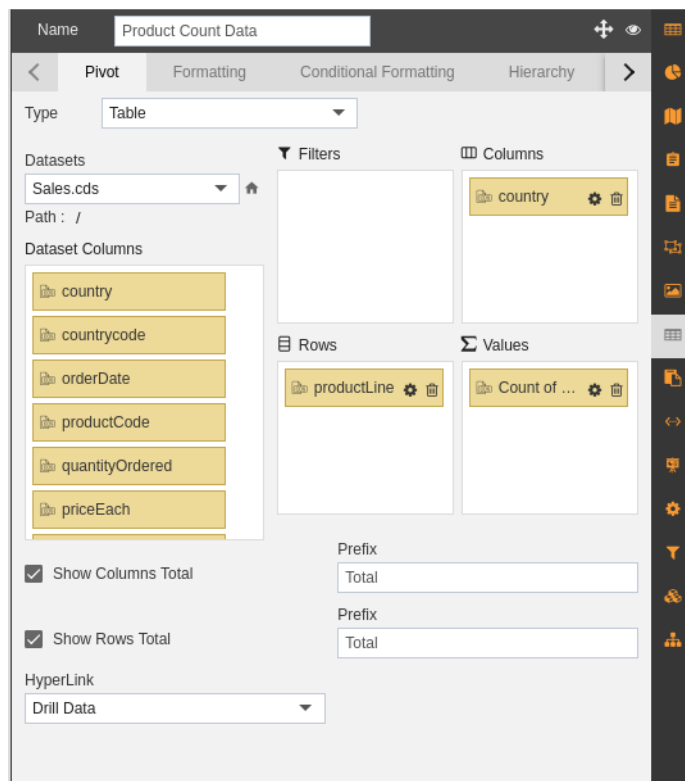 Name Product Count Data
Pivot Formatting Conditional Formatting Hierarchy
Type Table
Datasets
Sales.cds
Path : /
Dataset Columns
country
countrycode
orderDate
productCode
quantityOrdered
priceEach
Filters
Columns
country
Rows
productLine
Values
Count of ...
Show Columns Total
Prefix
Total
Show Rows Total
Prefix
Total
HyperLink
Drill Data